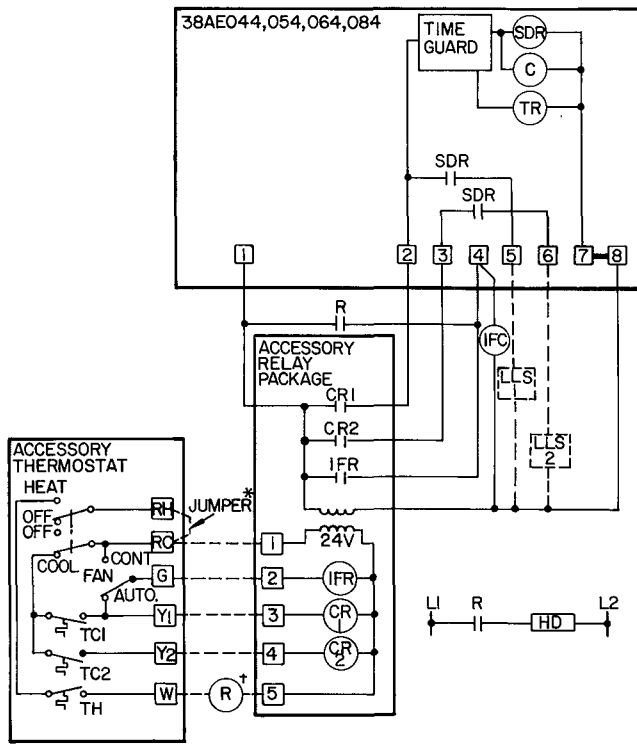 38AE044,054,064,084
TIME
GUARD
SDR
C
TR
SDR
SDR
1 2 3 4 5 6 7 8
R
IFC
ACCESSORY
RELAY
PACKAGE
LLS
CR1
CR2
IFR
LLS
2
ACCESSORY
THERMOSTAT
HEAT
RH
JUMPER*
OFF
OFF
RC
1
24V
COOL
CONT
FAN
G
2
IFR
AUTO.
L1
R
HD
L2
Y1
3
CR
1
TC1
Y2
4
CR
2
TC2
W
R†
5
TH